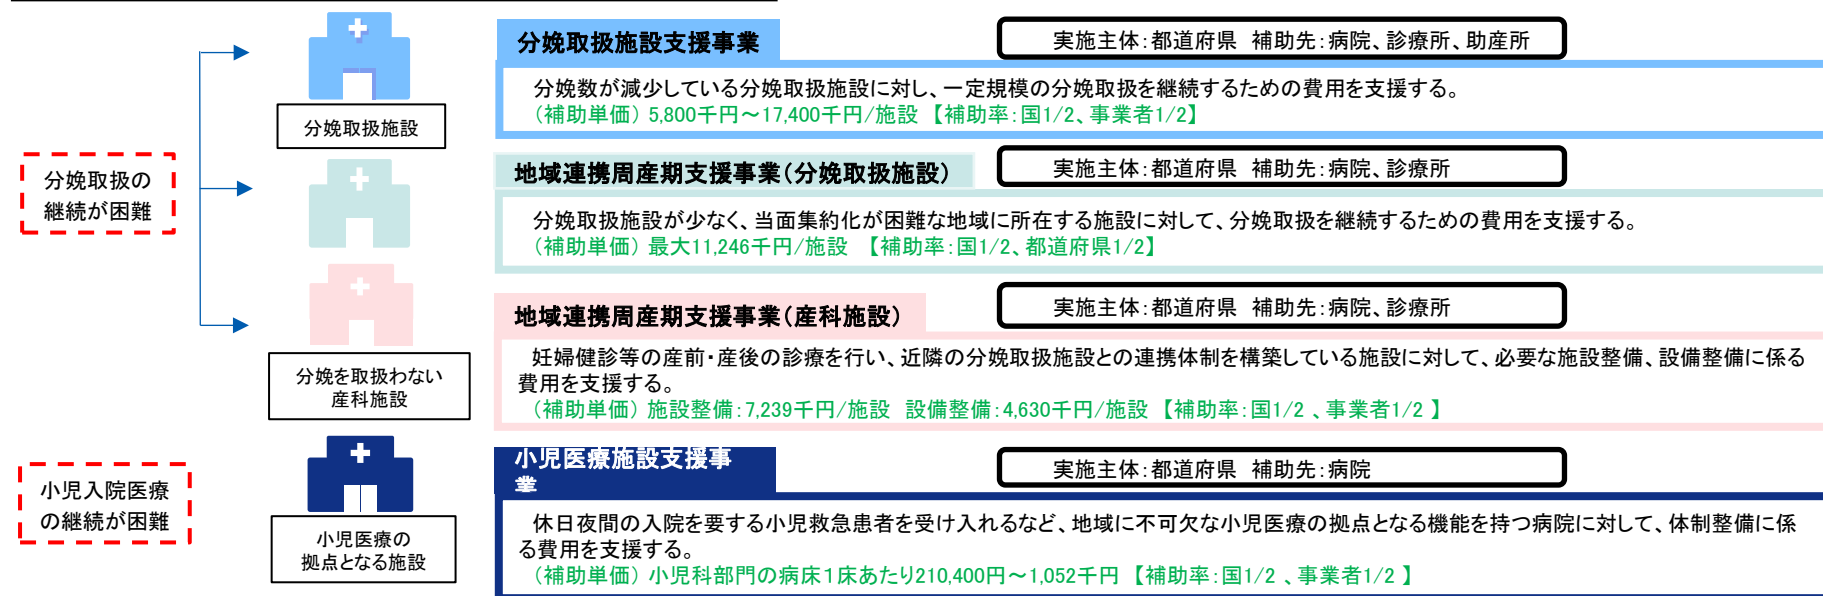 分娩取扱施設支援事業
実施主体：都道府県 補助先：病院、診療所、助産所
分娩数が減少している分娩取扱施設に対し、一定規模の分娩取扱を継続するための費用を支援する。
（補助単価） 5,800千円～17,400千円/施設 【補助率：国1/2、事業者1/2】
分娩取扱施設
分娩取扱の
継続が困難
地域連携周産期支援事業（分娩取扱施設）
実施主体：都道府県 補助先：病院、診療所
分娩取扱施設が少なく、当面集約化が困難な地域に所在する施設に対して、分娩取扱を継続するための費用を支援する。
（補助単価） 最大11,246千円/施設 【補助率：国1/2、都道府県1/2】
地域連携周産期支援事業（産科施設）
実施主体：都道府県 補助先：病院、診療所
妊婦健診等の産前・産後の診療を行い、近隣の分娩取扱施設との連携体制を構築している施設に対して、必要な施設整備、設備整備に係る
費用を支援する。
（補助単価） 施設整備：7,239千円/施設 設備整備：4,630千円/施設 【補助率：国1/2 、事業者1/2 】
分娩を取扱わない
産科施設
小児医療施設支援事
業
実施主体：都道府県 補助先：病院
小児入院医療
の継続が困難
休日夜間の入院を要する小児救急患者を受け入れるなど、地域に不可欠な小児医療の拠点となる機能を持つ病院に対して、体制整備に係
る費用を支援する。
（補助単価） 小児科部門の病床１床あたり210,400円～1,052千円 【補助率：国1/2 、事業者1/2 】
小児医療の
拠点となる施設